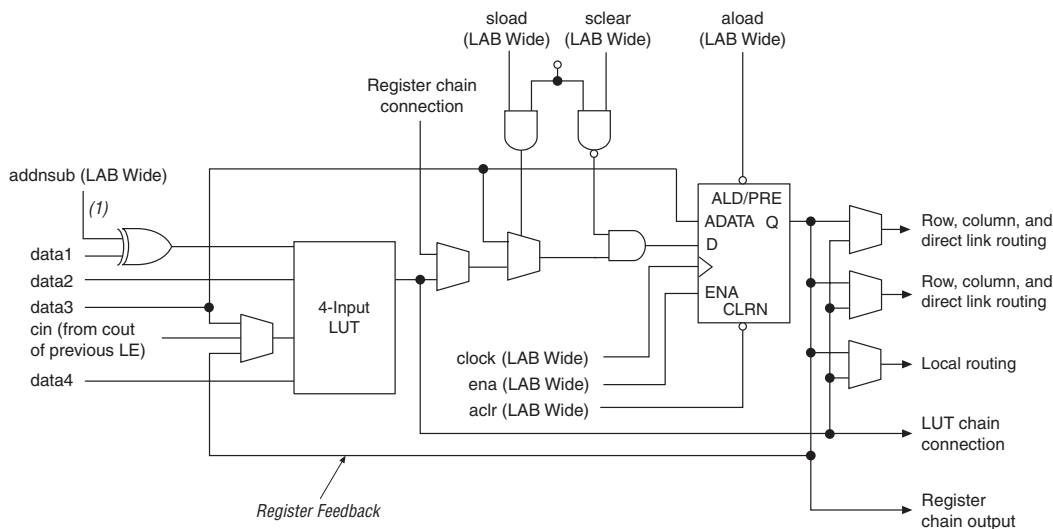 sload
(LAB Wide)
sclear
(LAB Wide)
aload
(LAB Wide)
Register chain
connection
addnsub (LAB Wide)
(1)
data1
data2
data3
cin (from cout
of previous LE)
data4
4-Input
LUT
ALD/PRE
ADATA
Q
D
ENA
CLRN
clock (LAB Wide)
ena (LAB Wide)
aclr (LAB Wide)
Row, column, and
direct link routing
Row, column, and
direct link routing
Local routing
LUT chain
connection
Register
chain output
Register Feedback